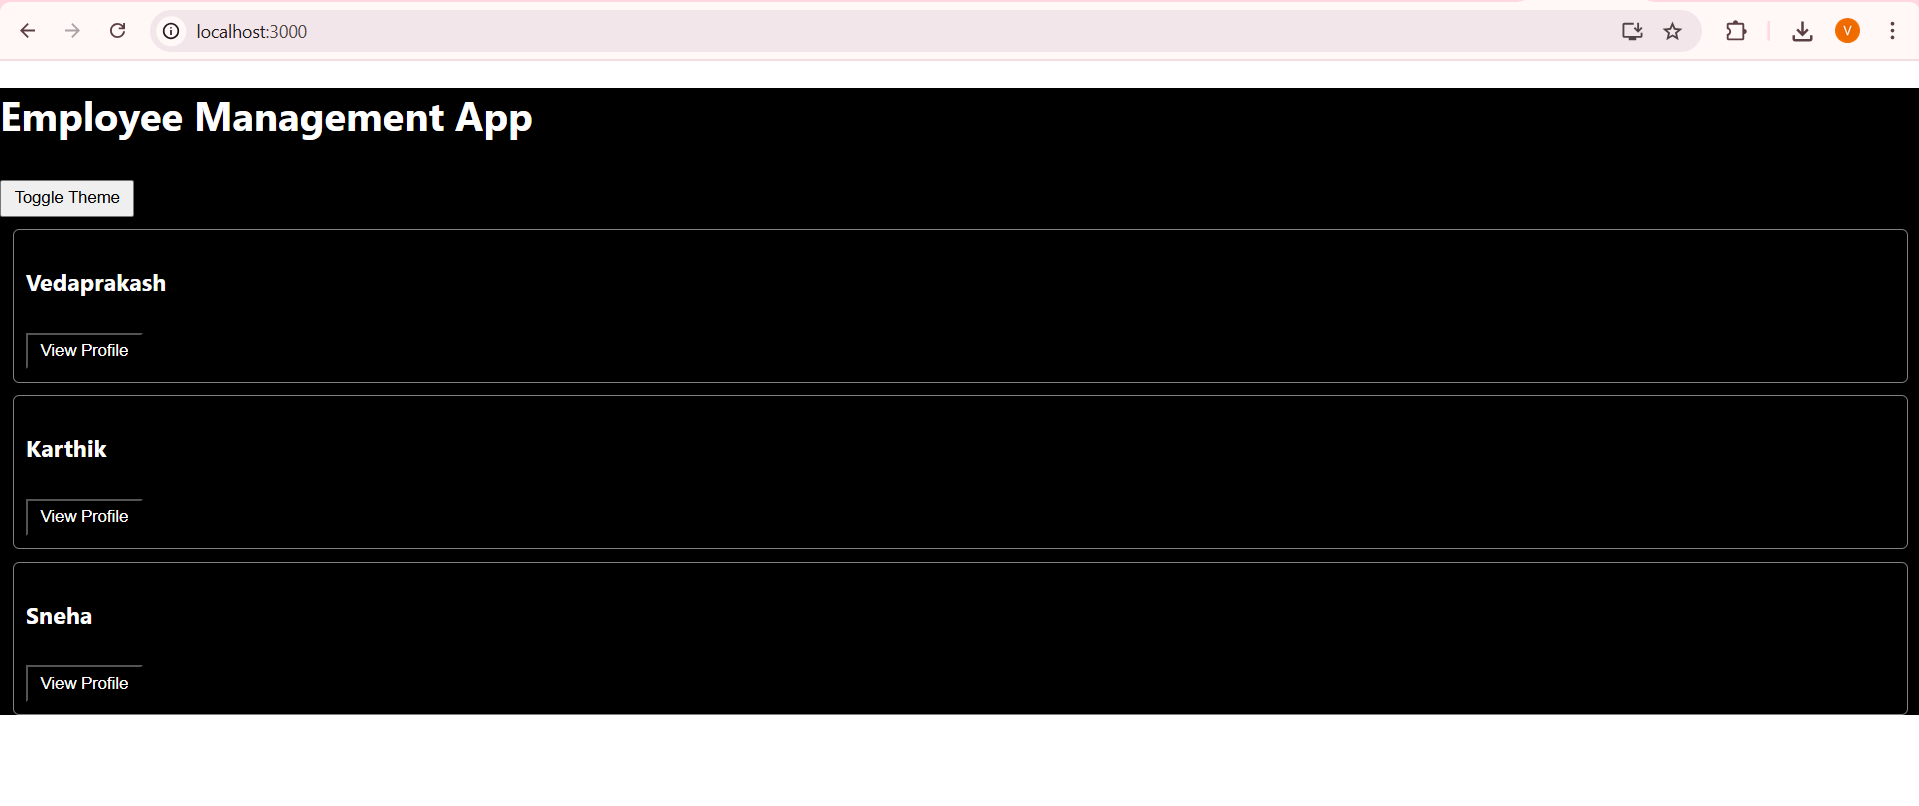 localhost:3000
V
Employee Management App
Toggle Theme
Vedaprakash
View Profile
Karthik
View Profile
Sneha
View Profile